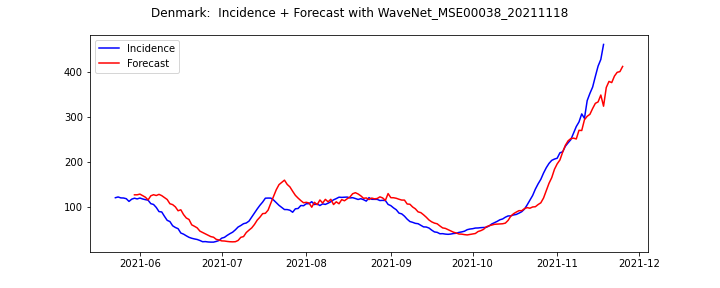 Denmark:  Incidence + Forecast with WaveNet_MSE00038_20211118
Incidence
Forecast
400
300
200
100
2021-06 2021-07 2021-08 2021-09 2021-10 2021-11 2021-12